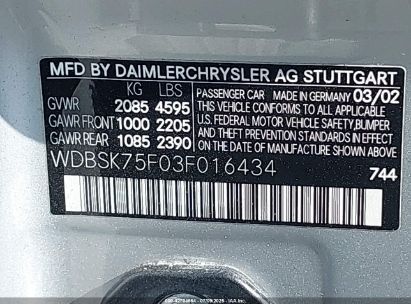 MFD BY DAIMLERCHRYSLER AG STUTTGART
KG LBS
GVWR 2085 4595
GAWR FRONT 1000 2205
GAWR REAR 1085 2390
PASSENGER CAR MADE IN GERMANY 03/02
THIS VEHICLE CONFORMS TO ALL APPLICABLE
U.S. FEDERAL MOTOR VEHICLE SAFETY, BUMPER,
AND THEFT PREVENTION STANDARDS IN EFFECT
ON THE DATE OF MANUFACTURE SHOWN ABOVE
WDBSK75F03F016434
744